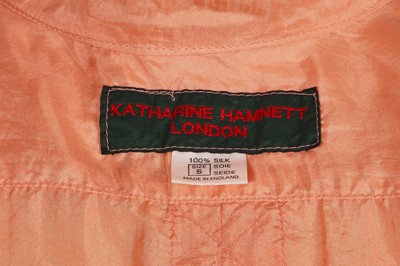 KATHARINE HAMNETT
LONDON
100% SILK
SIZE SOIE
S SEIDE
MADE IN ENGLAND